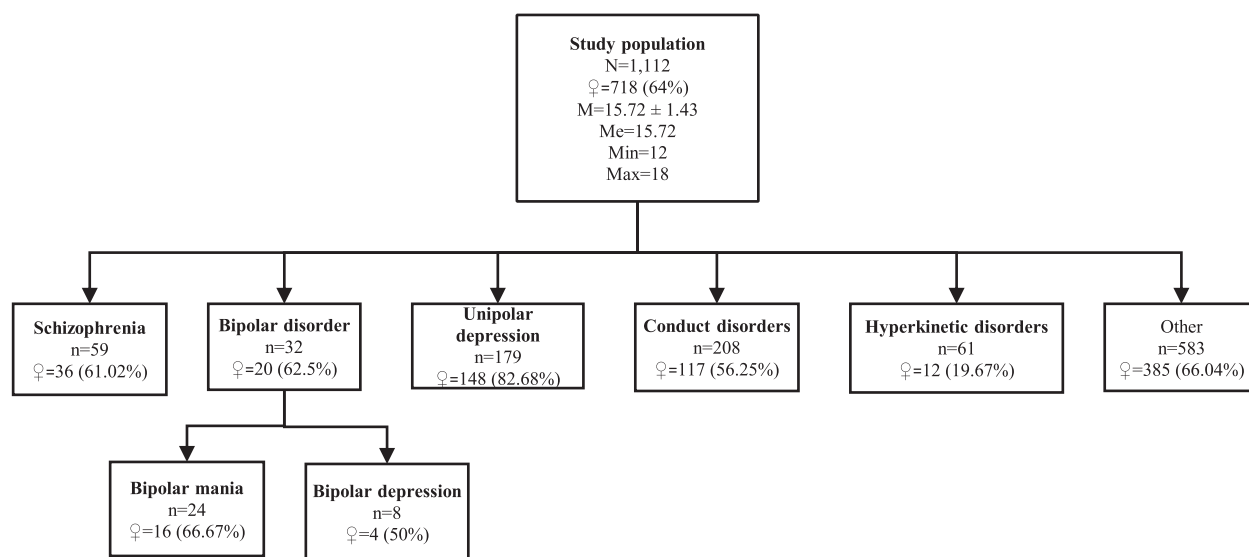 Study population
N=1,112
♀=718 (64%)
M=15.72 ± 1.43
Me=15.72
Min=12
Max=18
Schizophrenia
n=59
♀=36 (61.02%)
Bipolar disorder
n=32
♀=20 (62.5%)
Unipolar
depression
n=179
♀=148 (82.68%)
Conduct disorders
n=208
♀=117 (56.25%)
Hyperkinetic disorders
n=61
♀=12 (19.67%)
Other
n=583
♀=385 (66.04%)
Bipolar mania
n=24
♀=16 (66.67%)
Bipolar depression
n=8
♀=4 (50%)